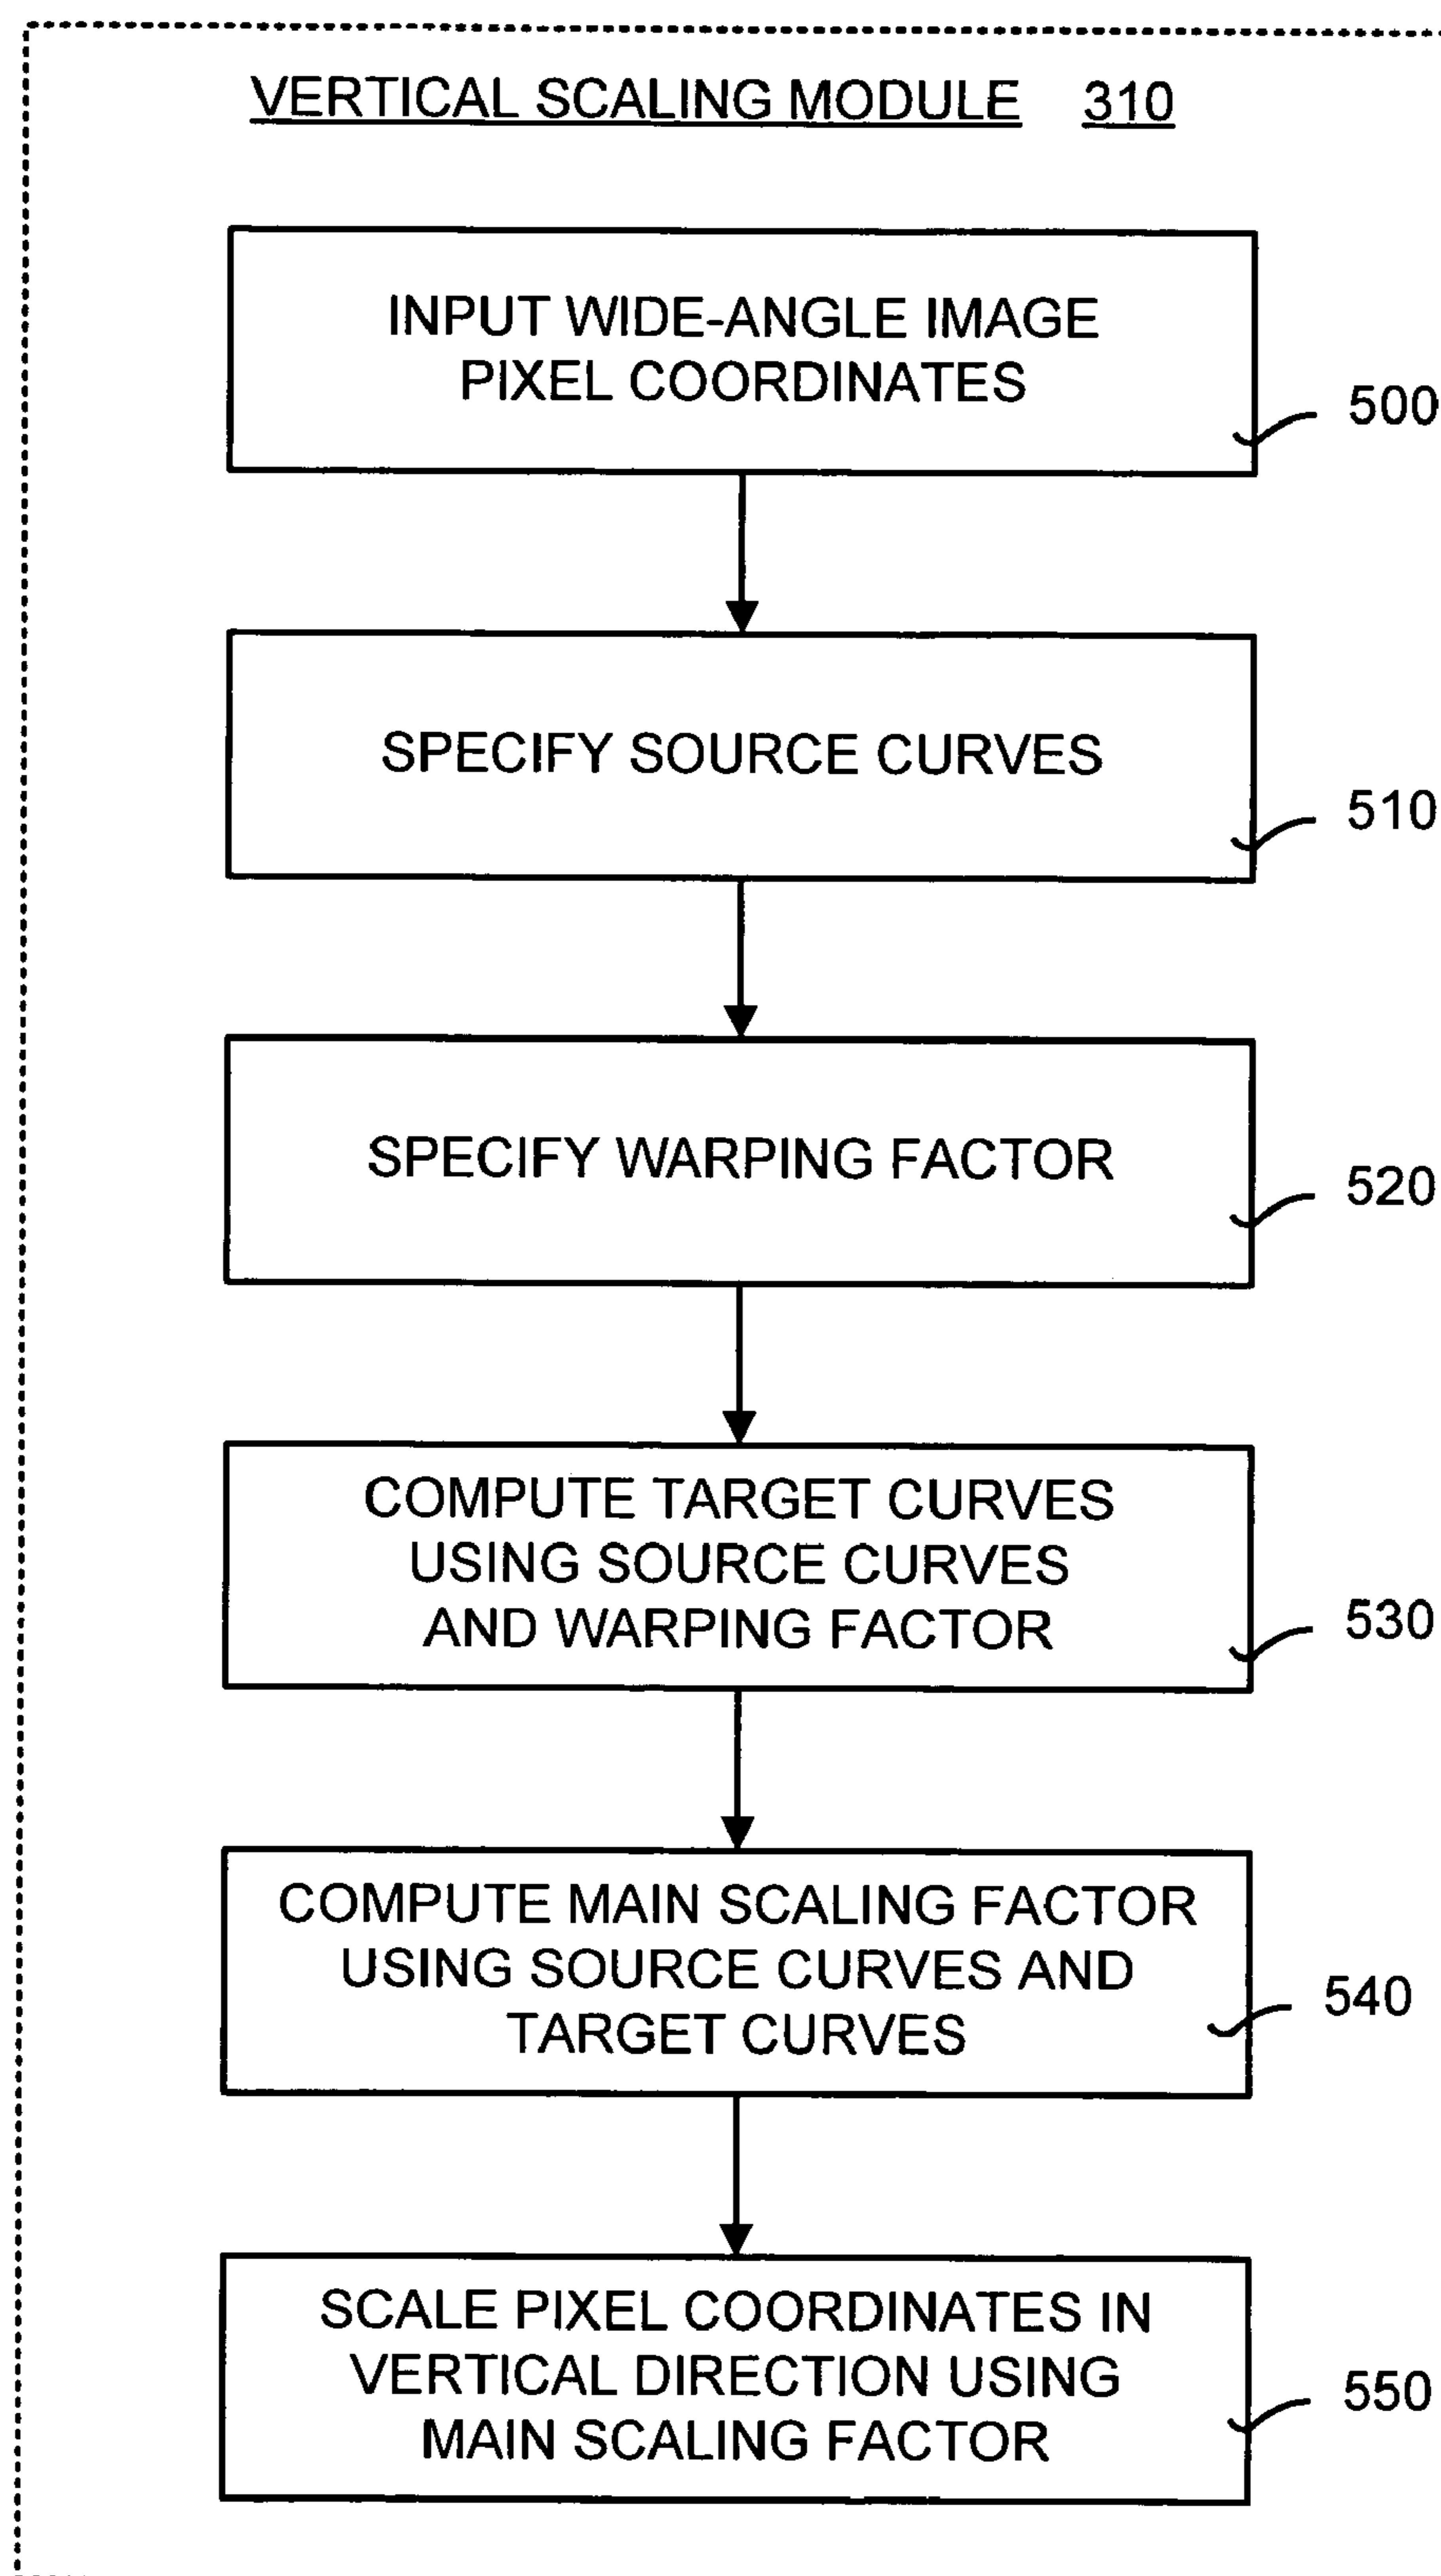 VERTICAL SCALING MODULE 310
INPUT WIDE-ANGLE IMAGE
PIXEL COORDINATES
500
SPECIFY SOURCE CURVES
510
SPECIFY WARPING FACTOR
520
COMPUTE TARGET CURVES
USING SOURCE CURVES
AND WARPING FACTOR
530
COMPUTE MAIN SCALING FACTOR
USING SOURCE CURVES AND
TARGET CURVES
540
SCALE PIXEL COORDINATES IN
VERTICAL DIRECTION USING
MAIN SCALING FACTOR
550